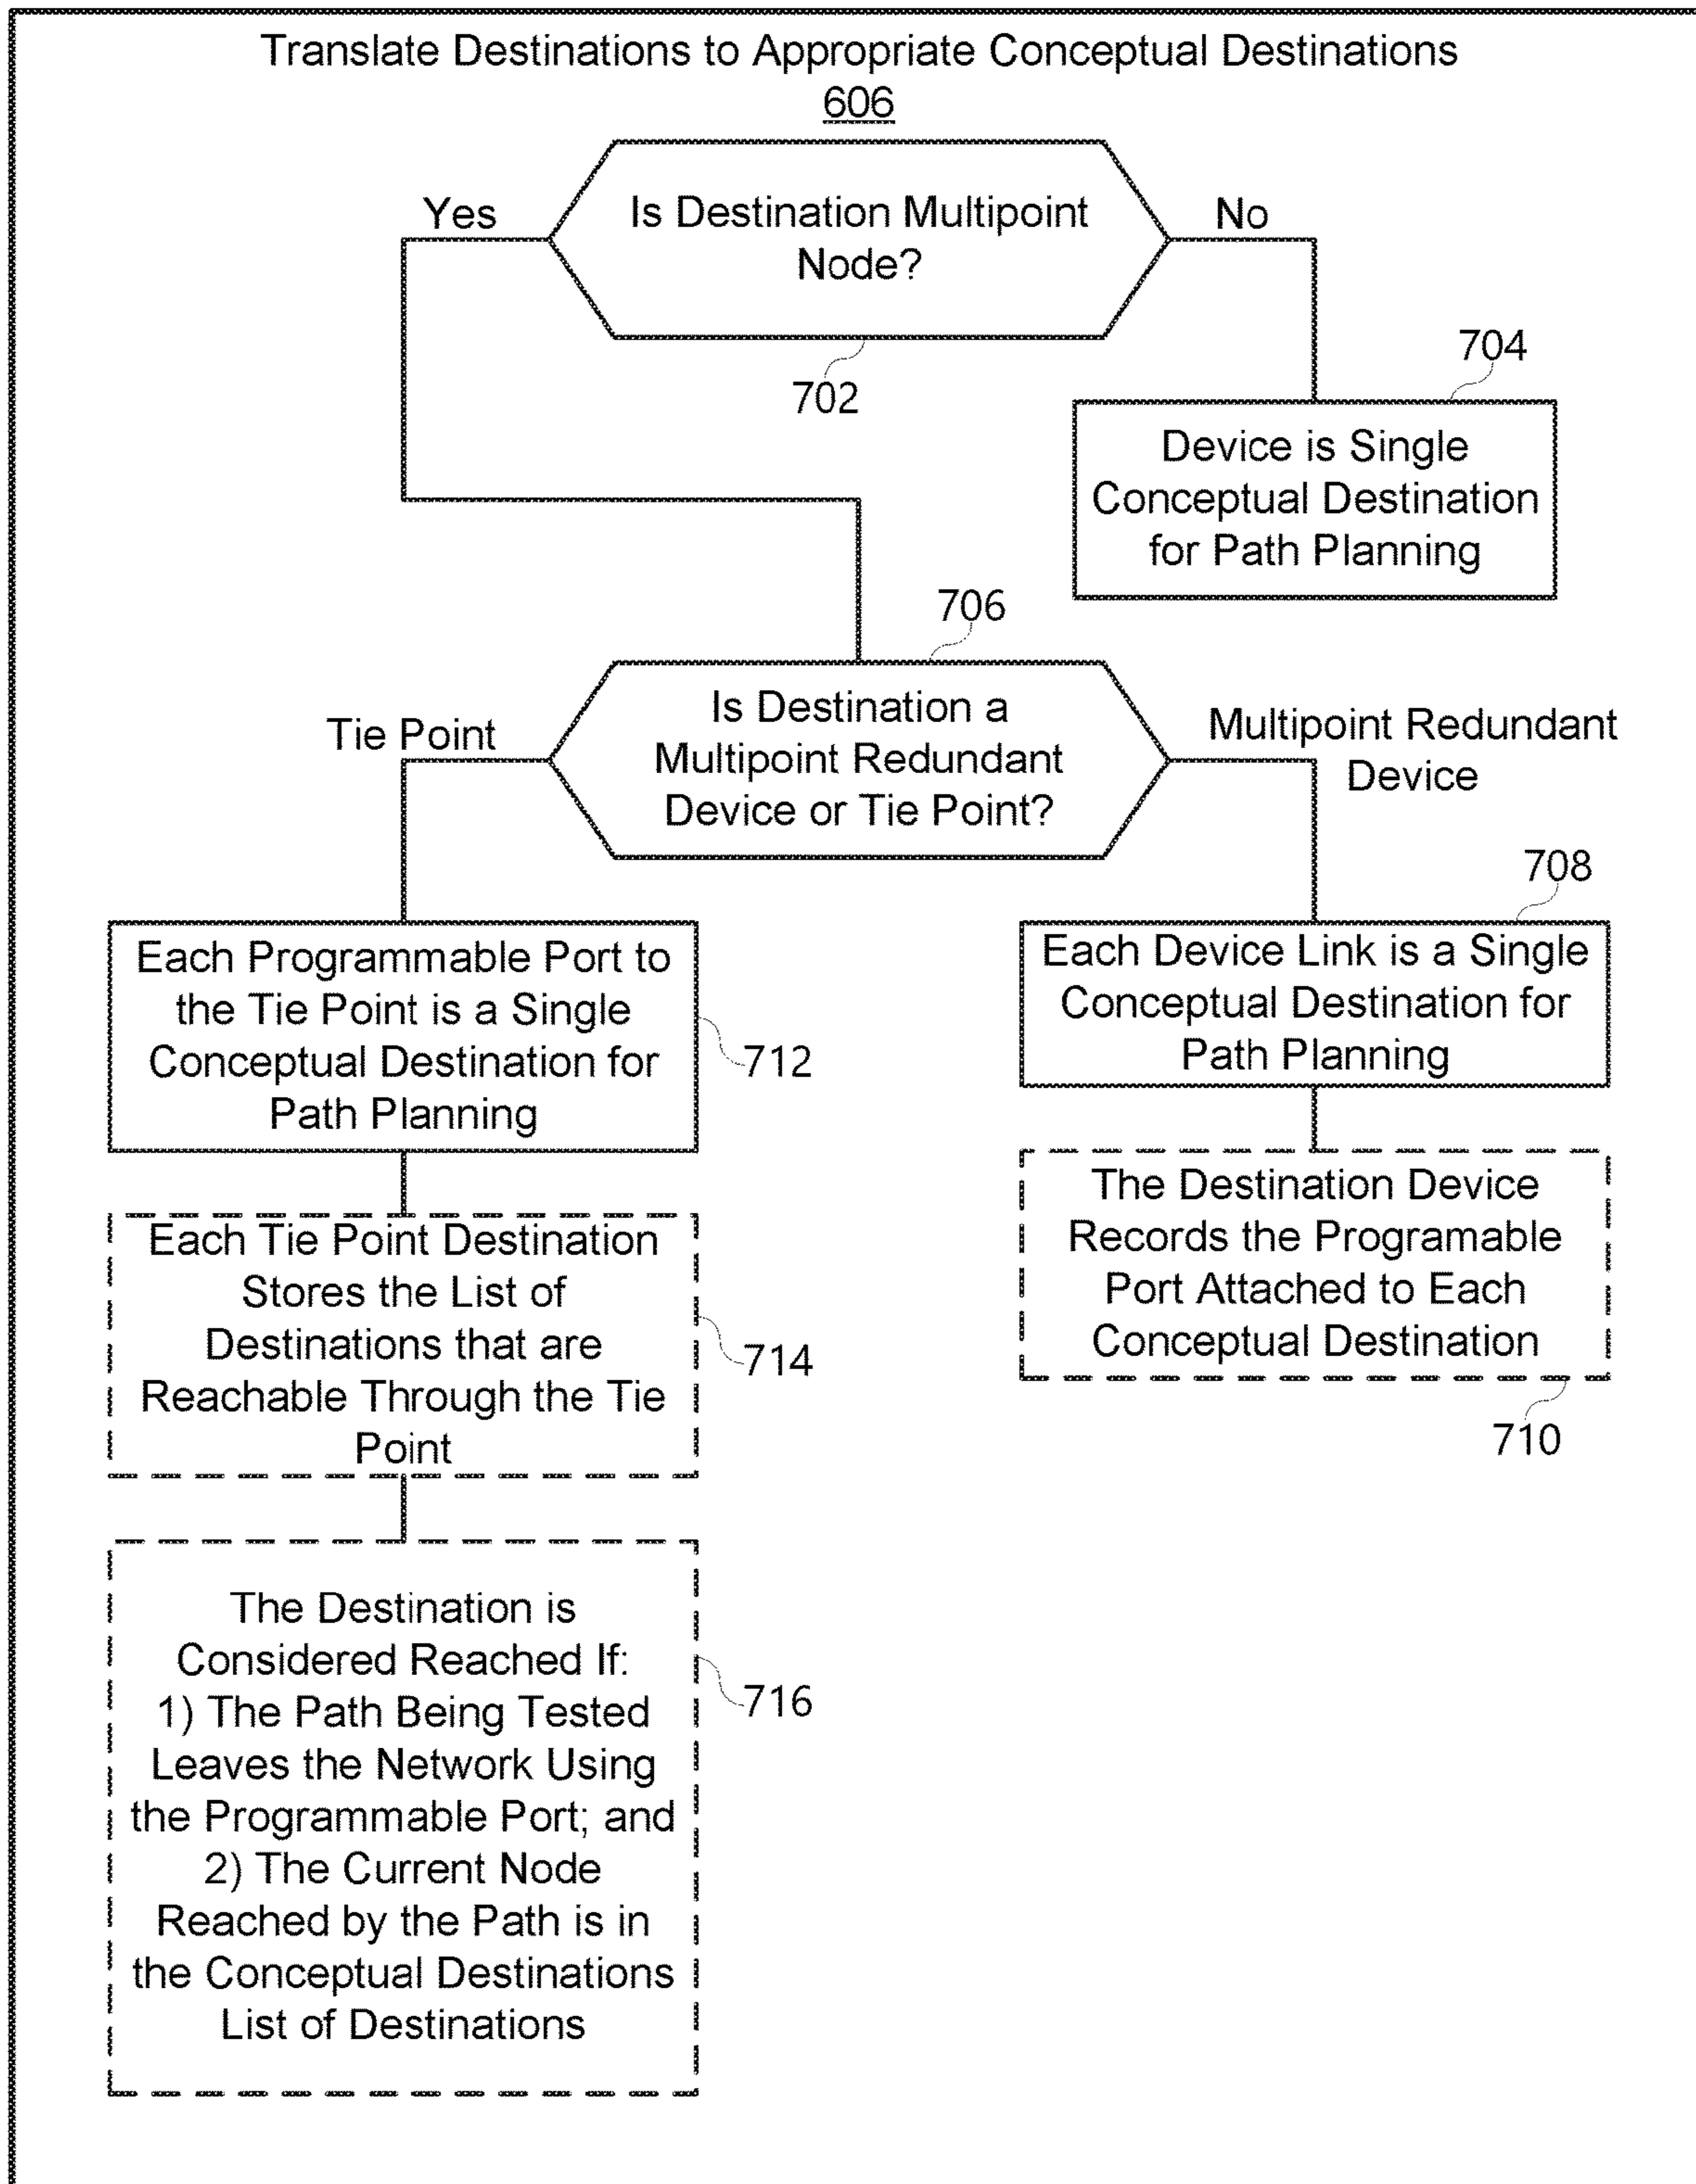 Translate Destinations to Appropriate Conceptual Destinations
606
Yes
Is Destination Multipoint
Node?
No
702
704
Device is Single
Conceptual Destination
for Path Planning
706
Tie Point
Is Destination a
Multipoint Redundant
Device or Tie Point?
Multipoint Redundant
Device
708
Each Programmable Port to
the Tie Point is a Single
Conceptual Destination for
Path Planning
712
Each Device Link is a Single
Conceptual Destination for
Path Planning
Each Tie Point Destination
Stores the List of
Destinations that are
Reachable Through the Tie
Point
714
The Destination Device
Records the Programable
Port Attached to Each
Conceptual Destination
710
The Destination is
Considered Reached If:
1) The Path Being Tested
Leaves the Network Using
the Programmable Port; and
2) The Current Node
Reached by the Path is in
the Conceptual Destinations
List of Destinations
716